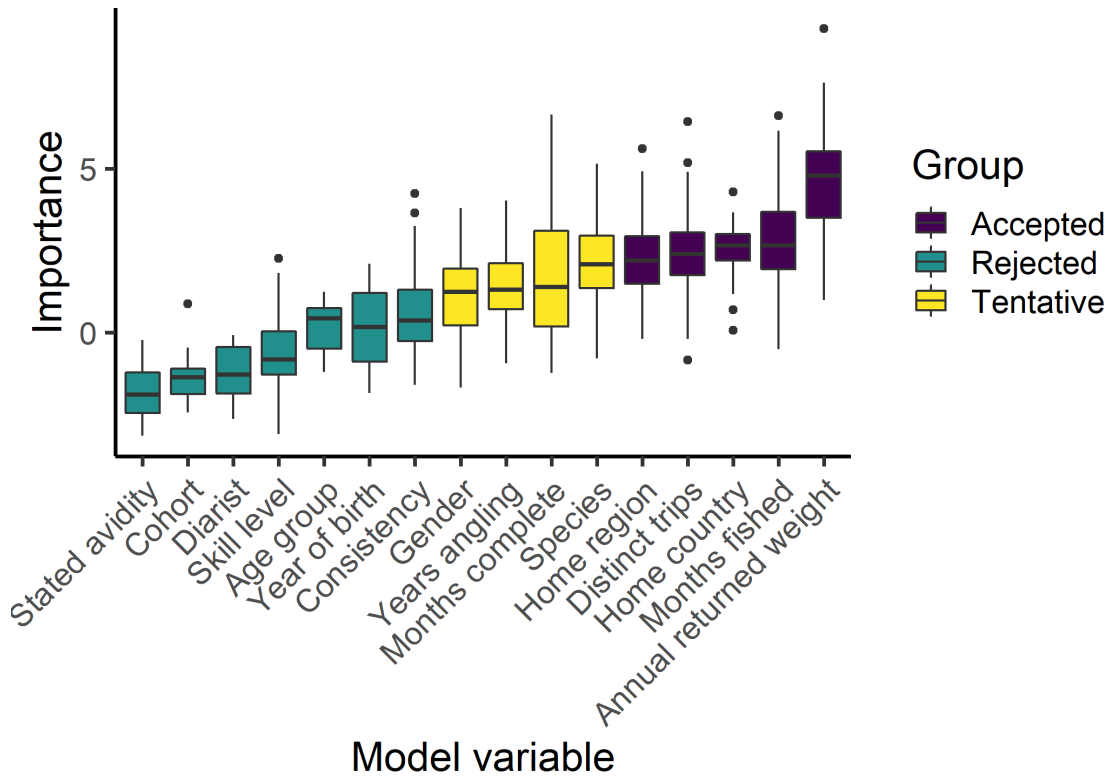 Importance
5
0
Stated avidity
Cohort
Diarist
Skill level
Age group
Year of birth
Consistency
Gender
Years angling
Months complete
Species
Home region
Distinct trips
Home country
Months fished
Annual returned weight
Model variable
Group
Accepted
Rejected
Tentative